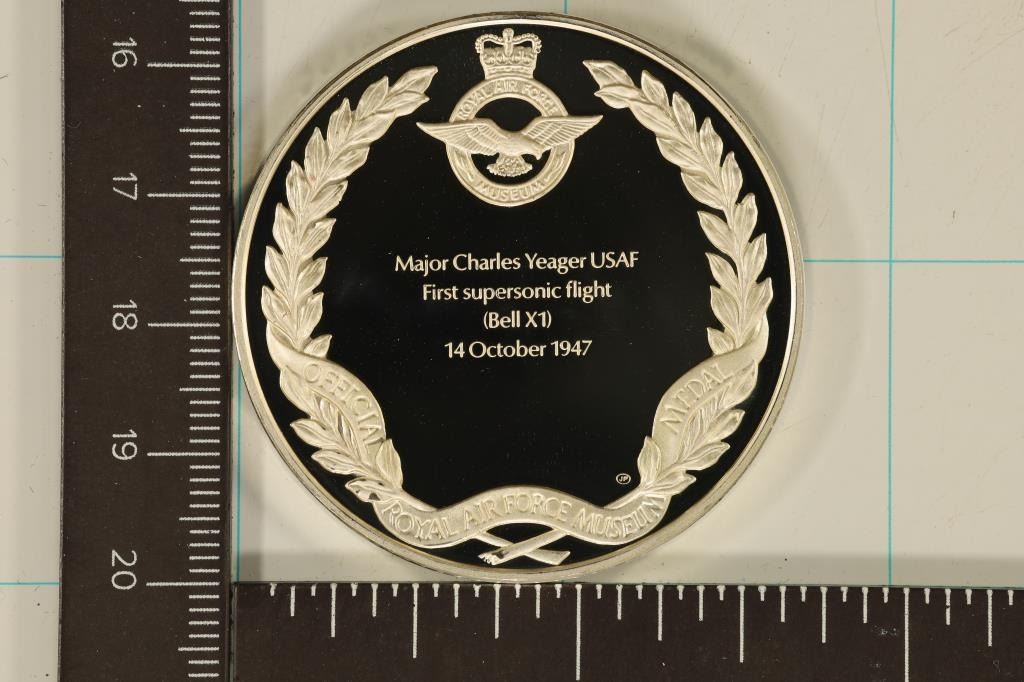 ROYAL AIR FORCE
MUSEUM
Major Charles Yeager USAF
First supersonic flight
(Bell X1)
14 October 1947
OFFICIAL
MEDAL
ROYAL AIR FORCE MUSEUM
JP
16
17
18
19
20